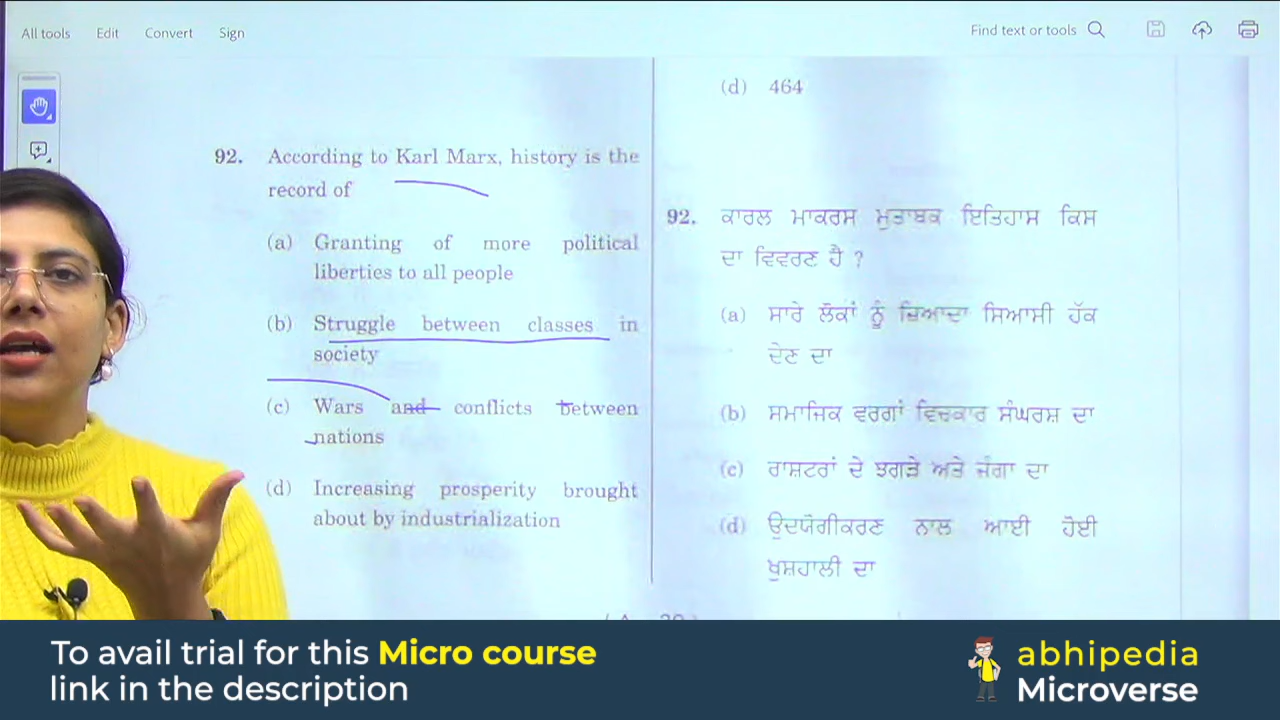 All tools Edit Convert Sign Find text or tools
(d) 464
92. According to Karl Marx, history is the
record of
(a) Granting of more political
liberties to all people
(b) Struggle between classes in
society
(c) Wars and conflicts between
nations
(d) Increasing prosperity brought
about by industrialization
92. ਕਾਰਲ ਮਾਕਰਸ ਮੁਤਾਬਕ ਇਤਿਹਾਸ ਕਿਸ
ਦਾ ਵਿਵਰਣ ਹੈ ?
(a) ਸਾਰੇ ਲੋਕਾਂ ਨੂੰ ਜ਼ਿਆਦਾ ਸਿਆਸੀ ਹੱਕ
ਦੇਣ ਦਾ
(b) ਸਮਾਜਿਕ ਵਰਗਾਂ ਵਿਚਕਾਰ ਸੰਘਰਸ਼ ਦਾ
(c) ਰਾਸ਼ਟਰਾਂ ਦੇ ਝਗੜੇ ਅਤੇ ਜੰਗਾ ਦਾ
(d) ਉਦਯੋਗੀਕਰਣ ਨਾਲ ਆਈ ਹੋਈ
ਖੁਸ਼ਹਾਲੀ ਦਾ
To avail trial for this Micro course
link in the description
abhipedia
Microverse